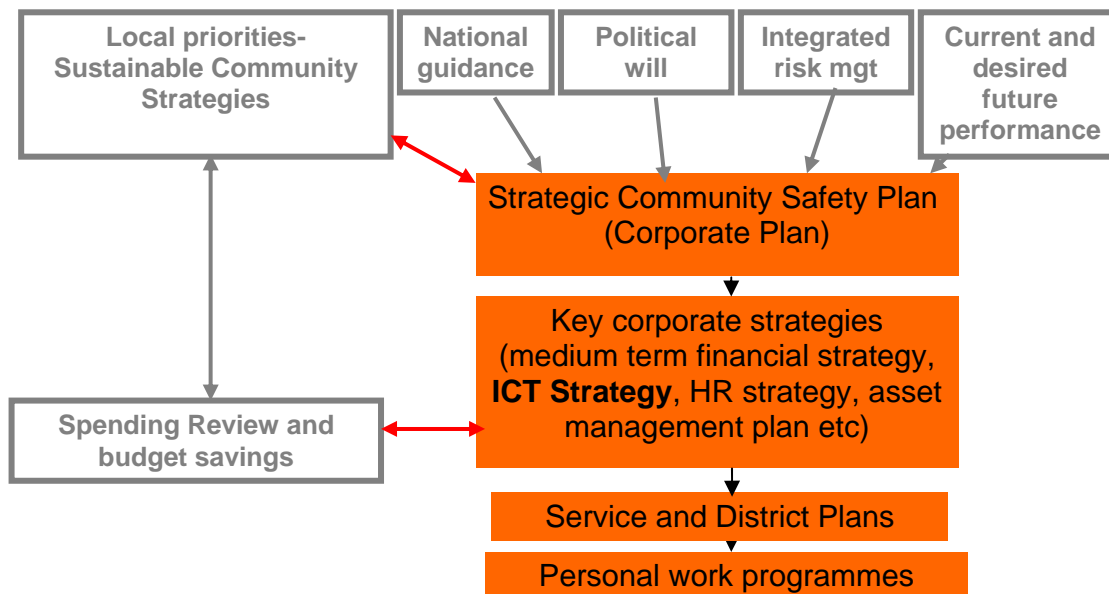 Local priorities-
Sustainable Community
Strategies
National
guidance
Political
will
Integrated
risk mgt
Current and
desired
future
performance
Strategic Community Safety Plan
(Corporate Plan)
Key corporate strategies
(medium term financial strategy,
ICT Strategy, HR strategy, asset
management plan etc)
Spending Review and
budget savings
Service and District Plans
Personal work programmes